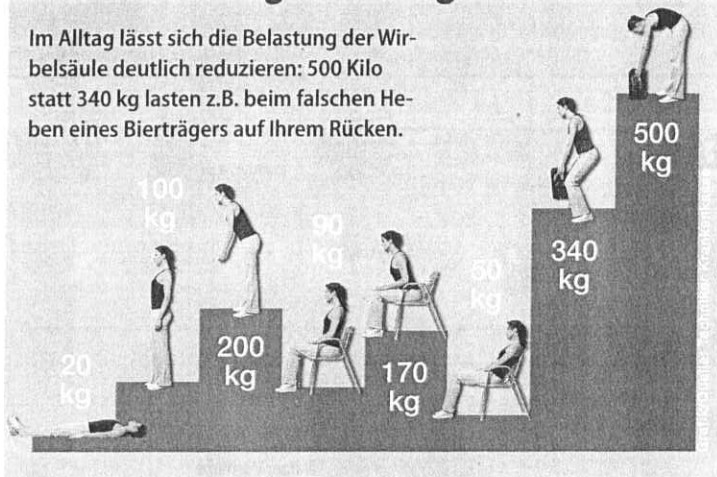 Im Alltag lässt sich die Belastung der Wir-
belsäule deutlich reduzieren: 500 Kilo
statt 340 kg lasten z.B. beim falschen He-
ben eines Bierträgers auf Ihrem Rücken.
20
kg
100
kg
200
kg
90
kg
170
kg
50
kg
340
kg
500
kg